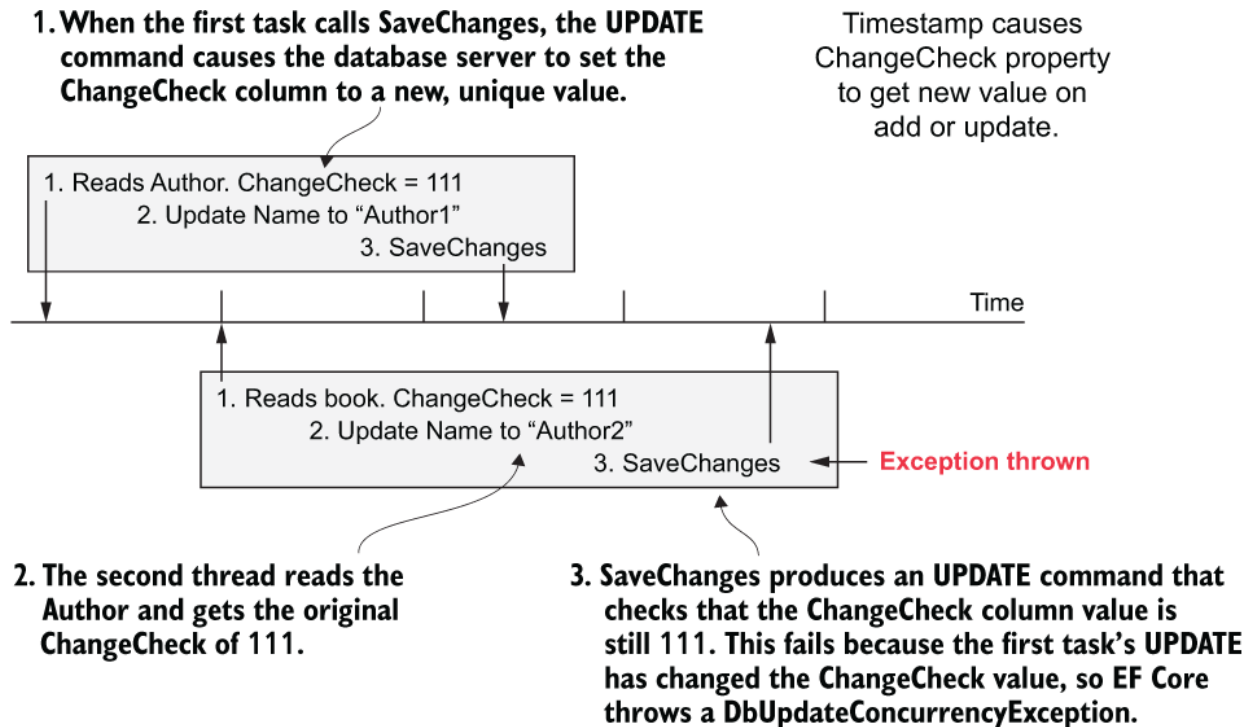 1. When the first task calls SaveChanges, the UPDATE
command causes the database server to set the
ChangeCheck column to a new, unique value.
Timestamp causes
ChangeCheck property
to get new value on
add or update.
1. Reads Author. ChangeCheck = 111
2. Update Name to “Author1”
3. SaveChanges
Time
1. Reads book. ChangeCheck = 111
2. Update Name to “Author2”
3. SaveChanges
Exception thrown
2. The second thread reads the
Author and gets the original
ChangeCheck of 111.
3. SaveChanges produces an UPDATE command that
checks that the ChangeCheck column value is
still 111. This fails because the first task’s UPDATE
has changed the ChangeCheck value, so EF Core
throws a DbUpdateConcurrencyException.